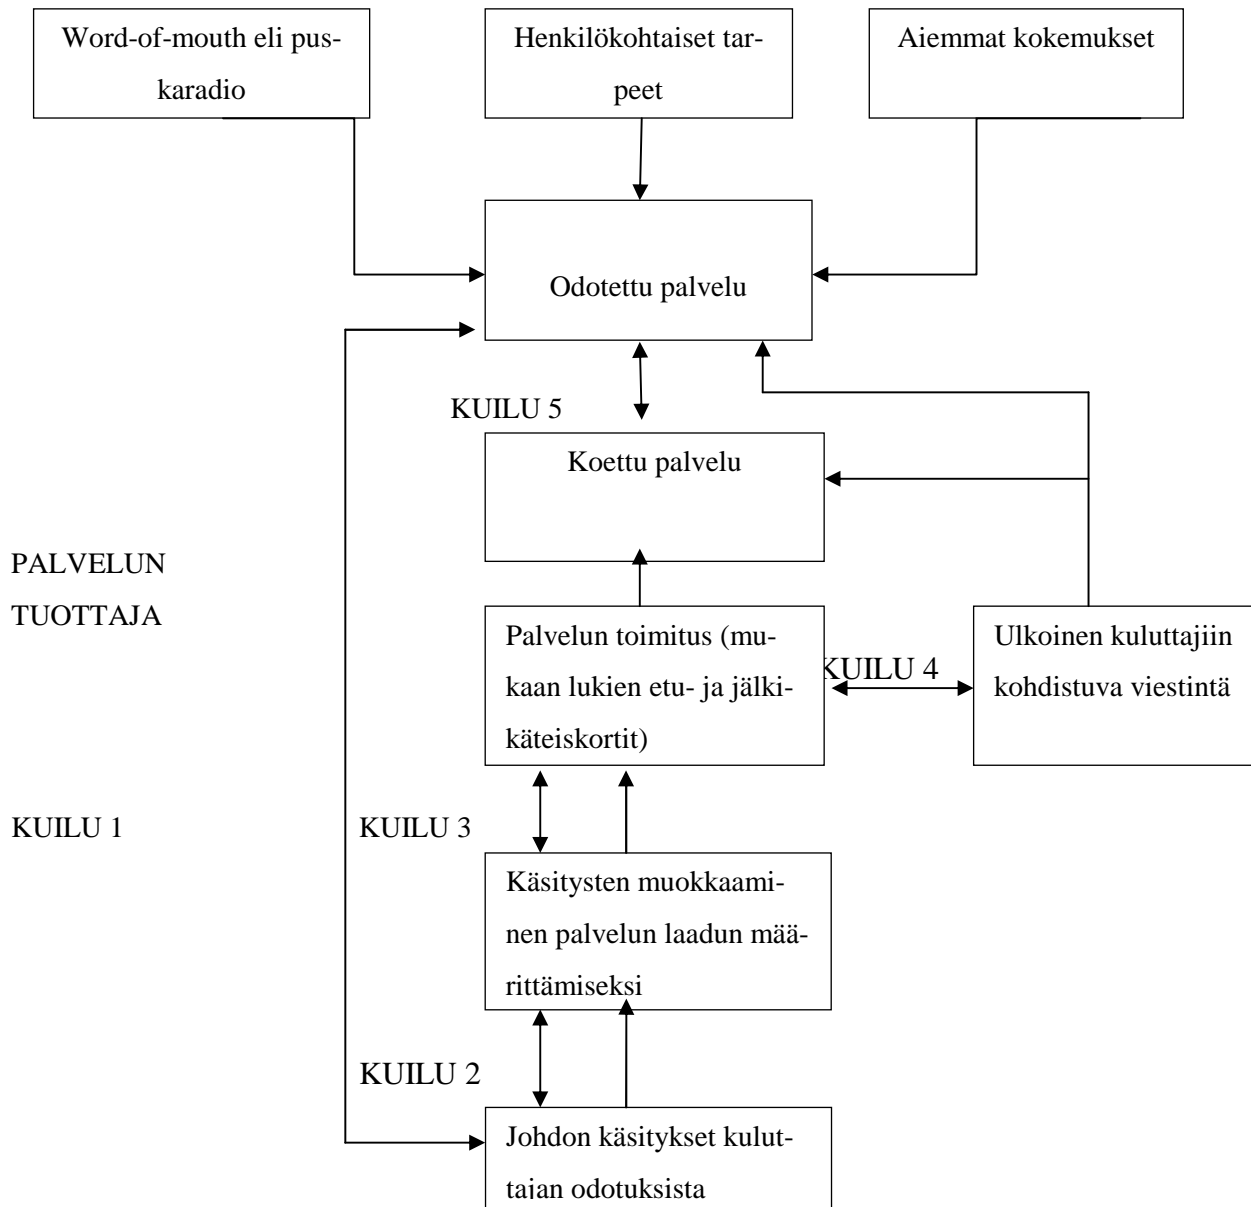 Word-of-mouth eli pus-
karadio
Henkilökohtaiset tar-
peet
Aiemmat kokemukset
Odotettu palvelu
KUILU 5
Koettu palvelu
PALVELUN
TUOTTAJA
Palvelun toimitus (mu-
kaan lukien etu- ja jälki-
käteiskortit)
KUILU 4
Ulkoinen kuluttajiin
kohdistuva viestintä
KUILU 1
KUILU 3
Käsitysten muokkaami-
nen palvelun laadun mää-
rittämiseksi
KUILU 2
Johdon käsitykset kulut-
tajan odotuksista